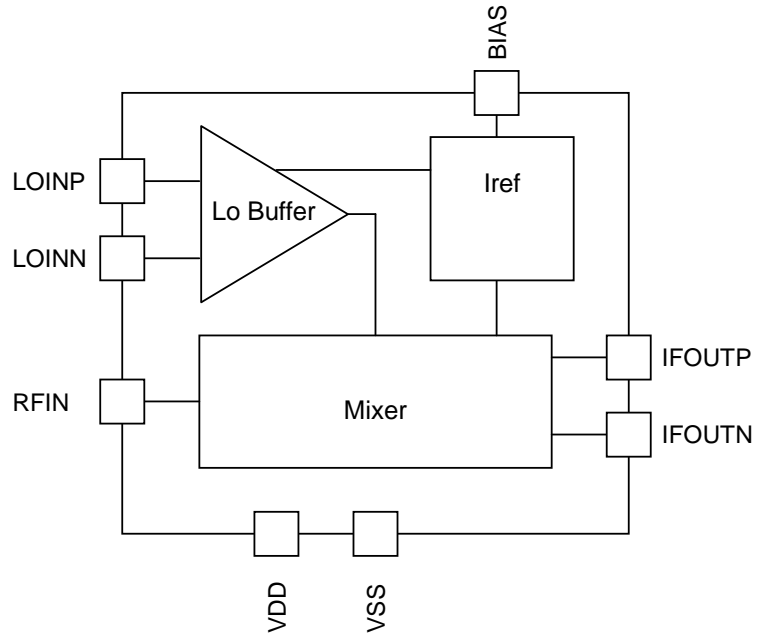 BIAS
LOINP
Lo Buffer
Iref
LOINN
IFOUTP
RFIN
Mixer
IFOUTN
VDD
VSS